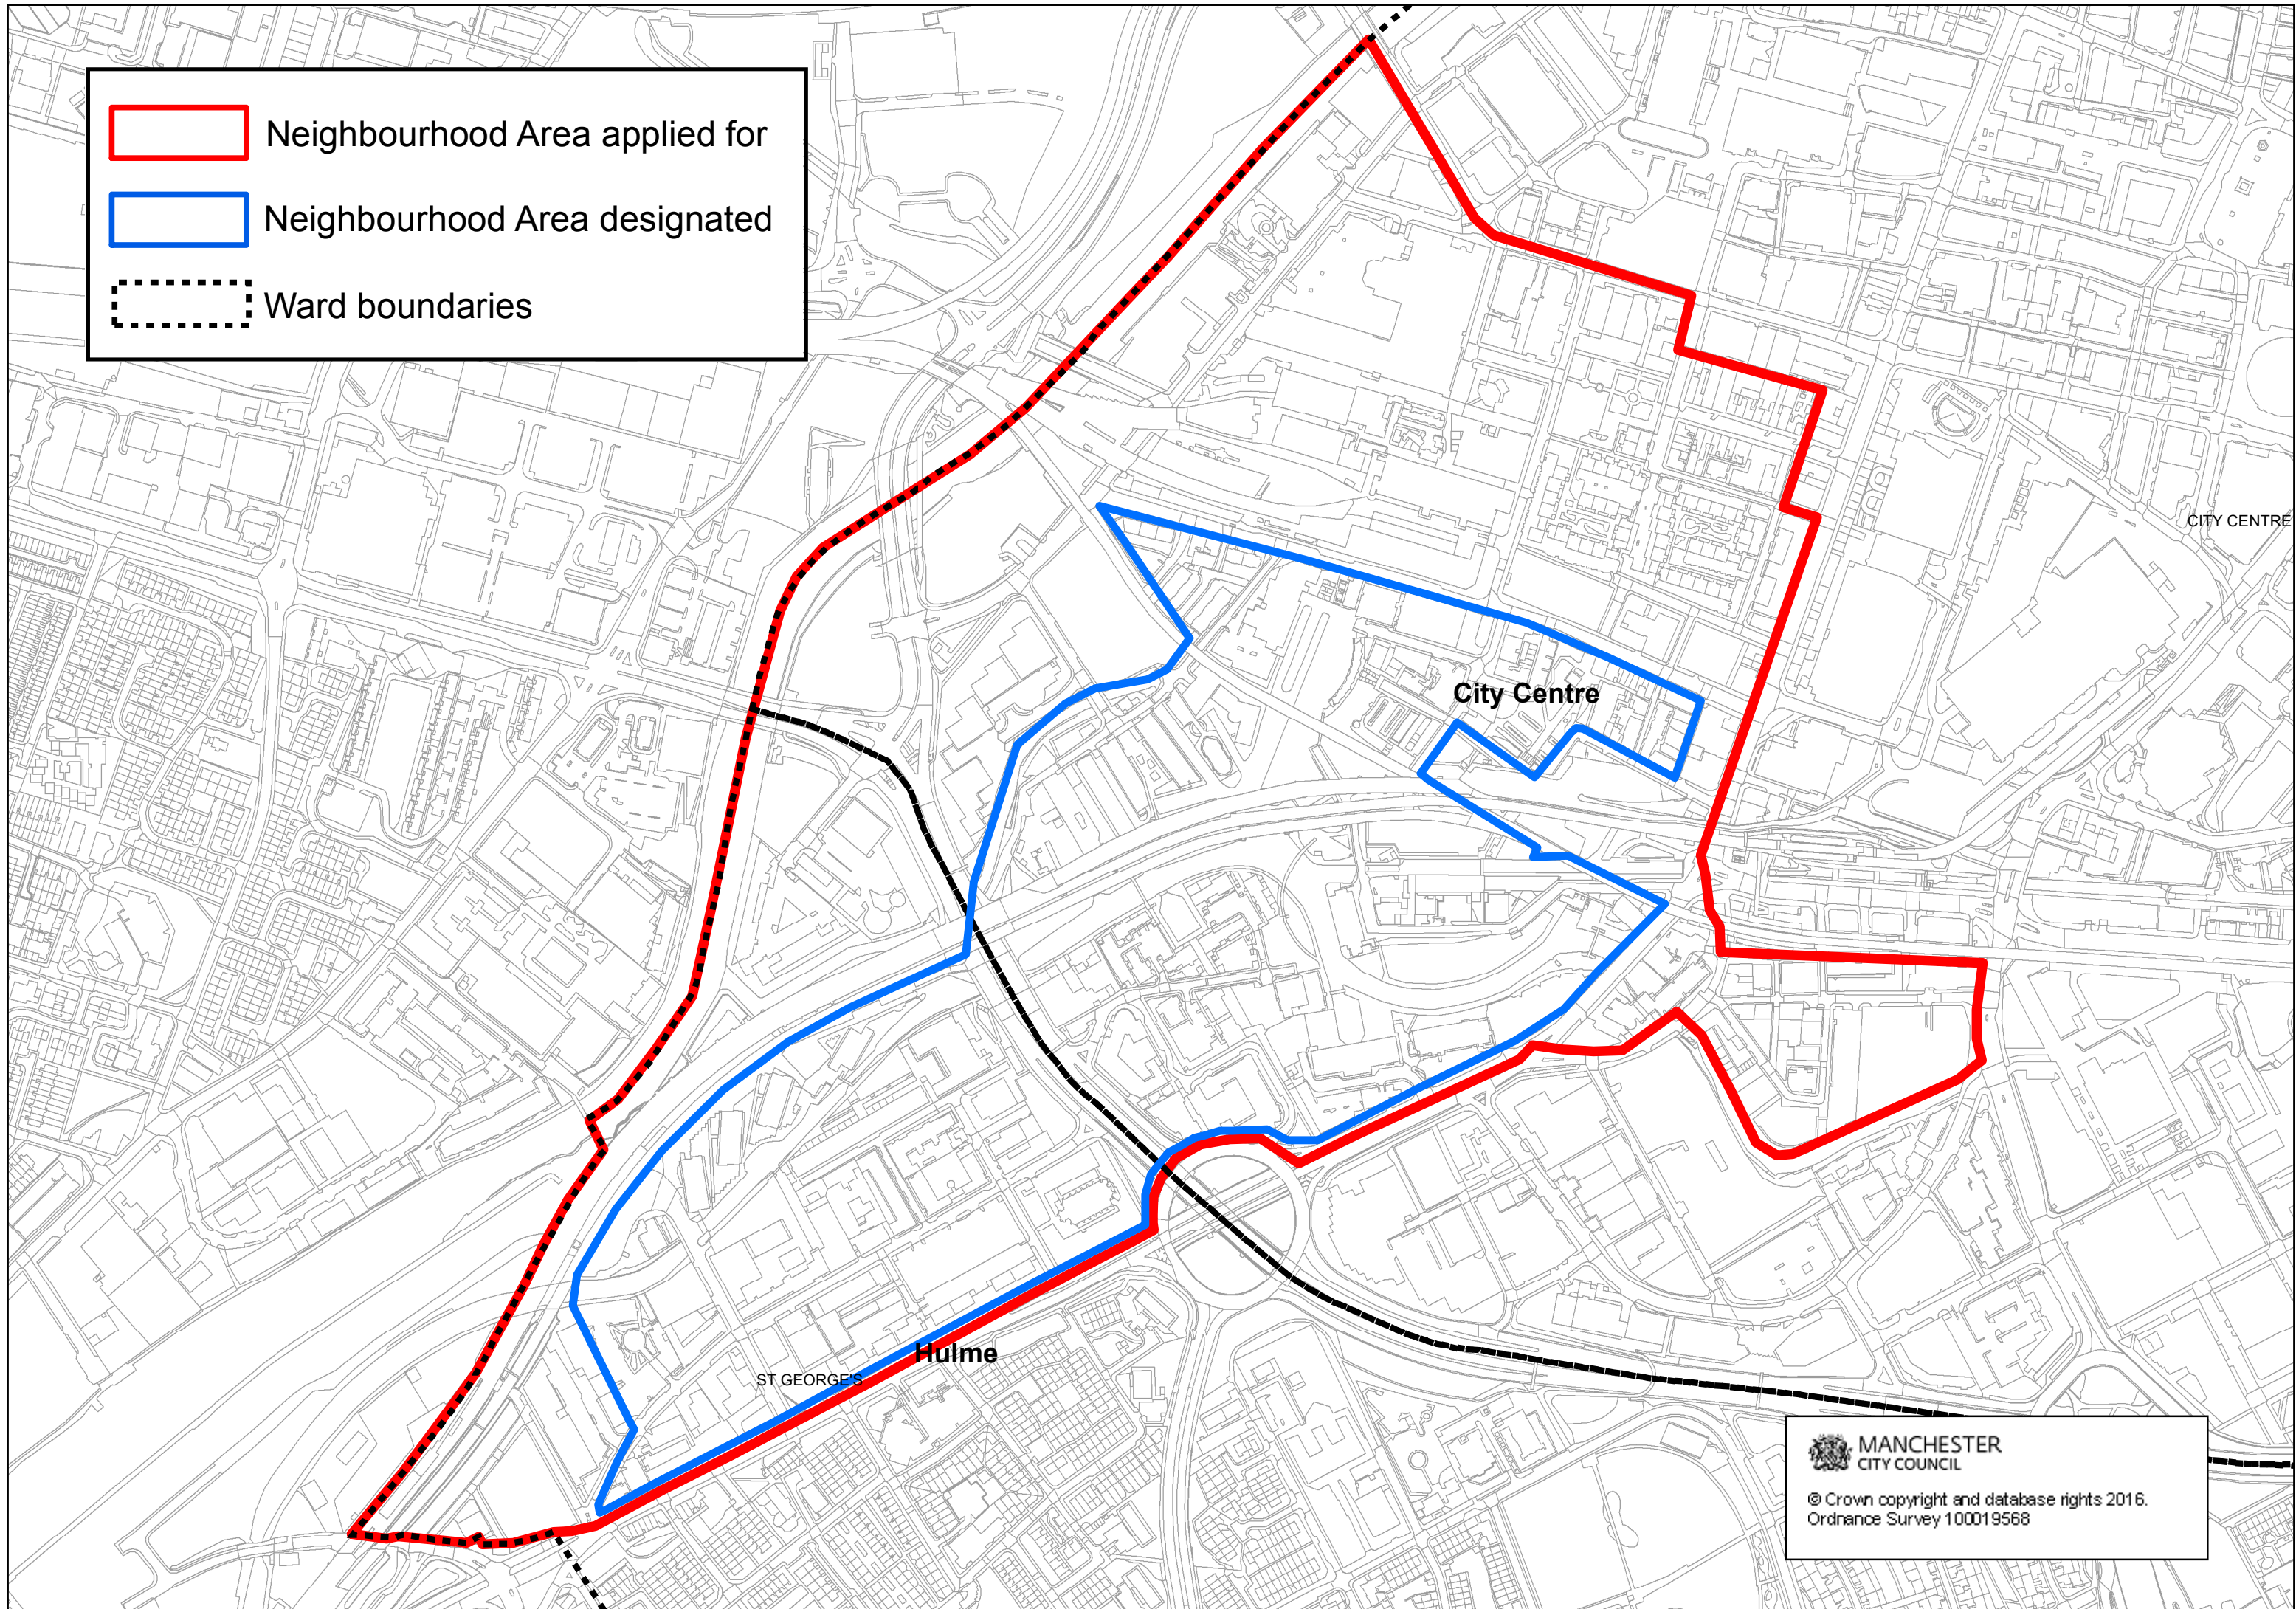 Neighbourhood Area applied for
Neighbourhood Area designated
Ward boundaries
CITY CENTRE
City Centre
Hulme
ST GEORGE'S
MANCHESTER
CITY COUNCIL
© Crown copyright and database rights 2016.
Ordnance Survey 100019568